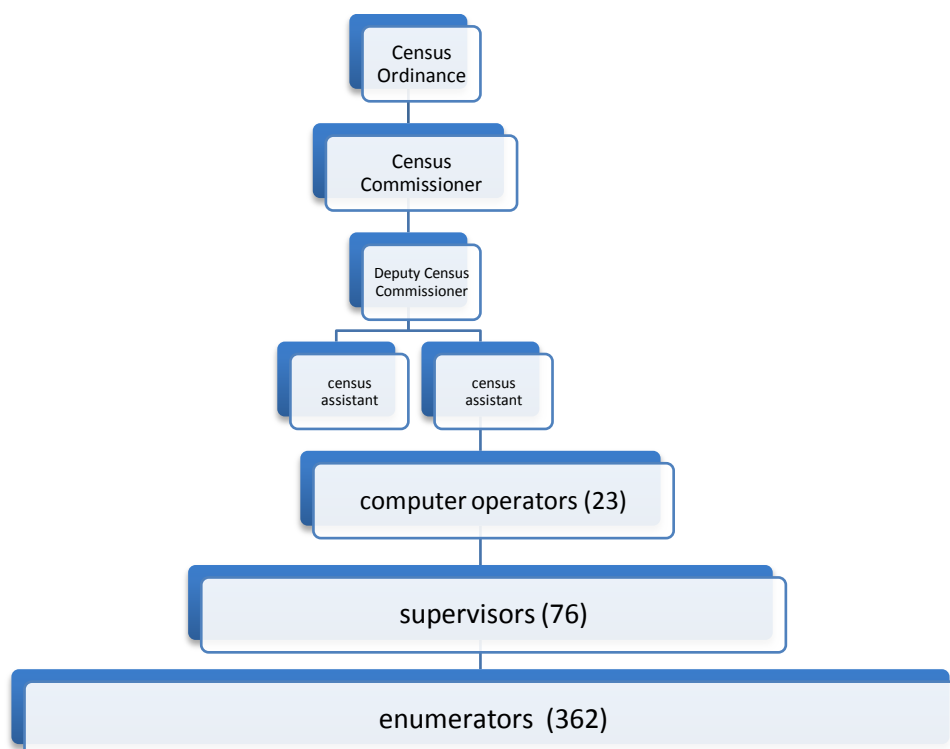 Census
Ordinance
Census
Commissioner
Deputy Census
Commissioner
census
assistant
census
assistant
computer operators (23)
supervisors (76)
enumerators (362)